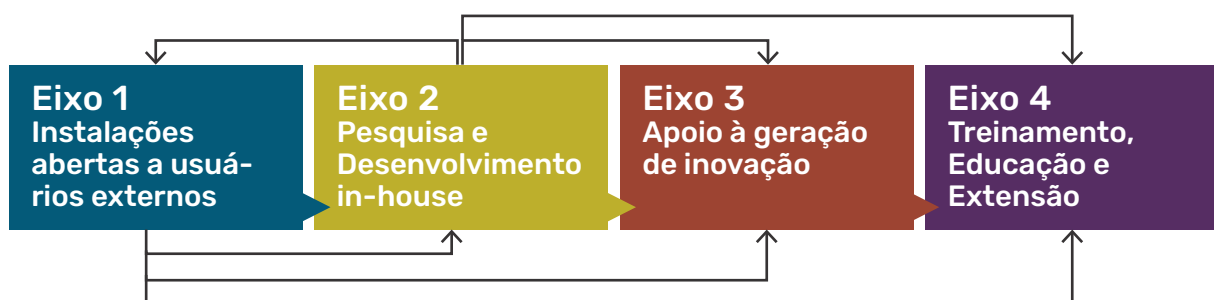 Eixo 1
Instalações
abertas a usuá-
rios externos
Eixo 2
Pesquisa e
Desenvolvimento
in-house
Eixo 3
Apoio à geração
de inovação
Eixo 4
Treinamento,
Educação e
Extensão